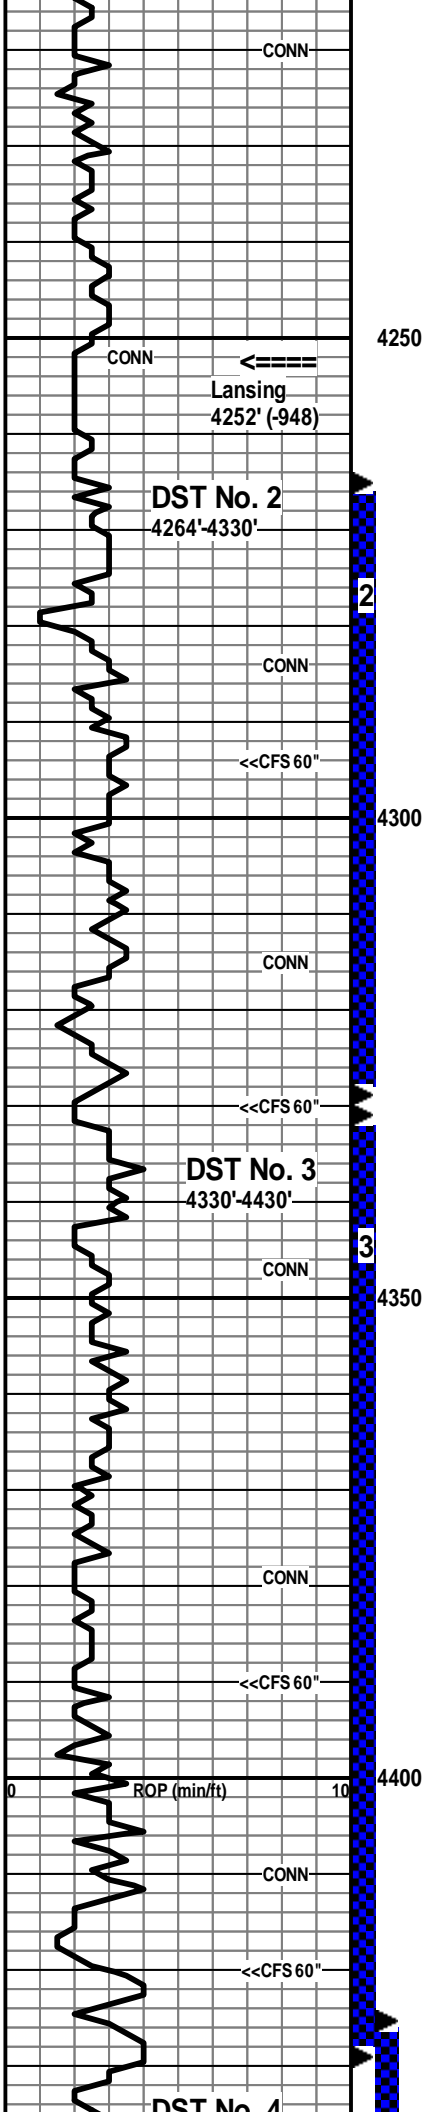 CONN
4250
CONN
<====
Lansing
4252' (-948)
DST No. 2
4264'-4330'
2
CONN
<<CFS 60"
4300
CONN
<<CFS 60"
DST No. 3
4330'-4430'
3
CONN
4350
CONN
<<CFS 60"
4400
0 ROP (min/ft) 10
CONN
<<CFS 60"
DST No. 4